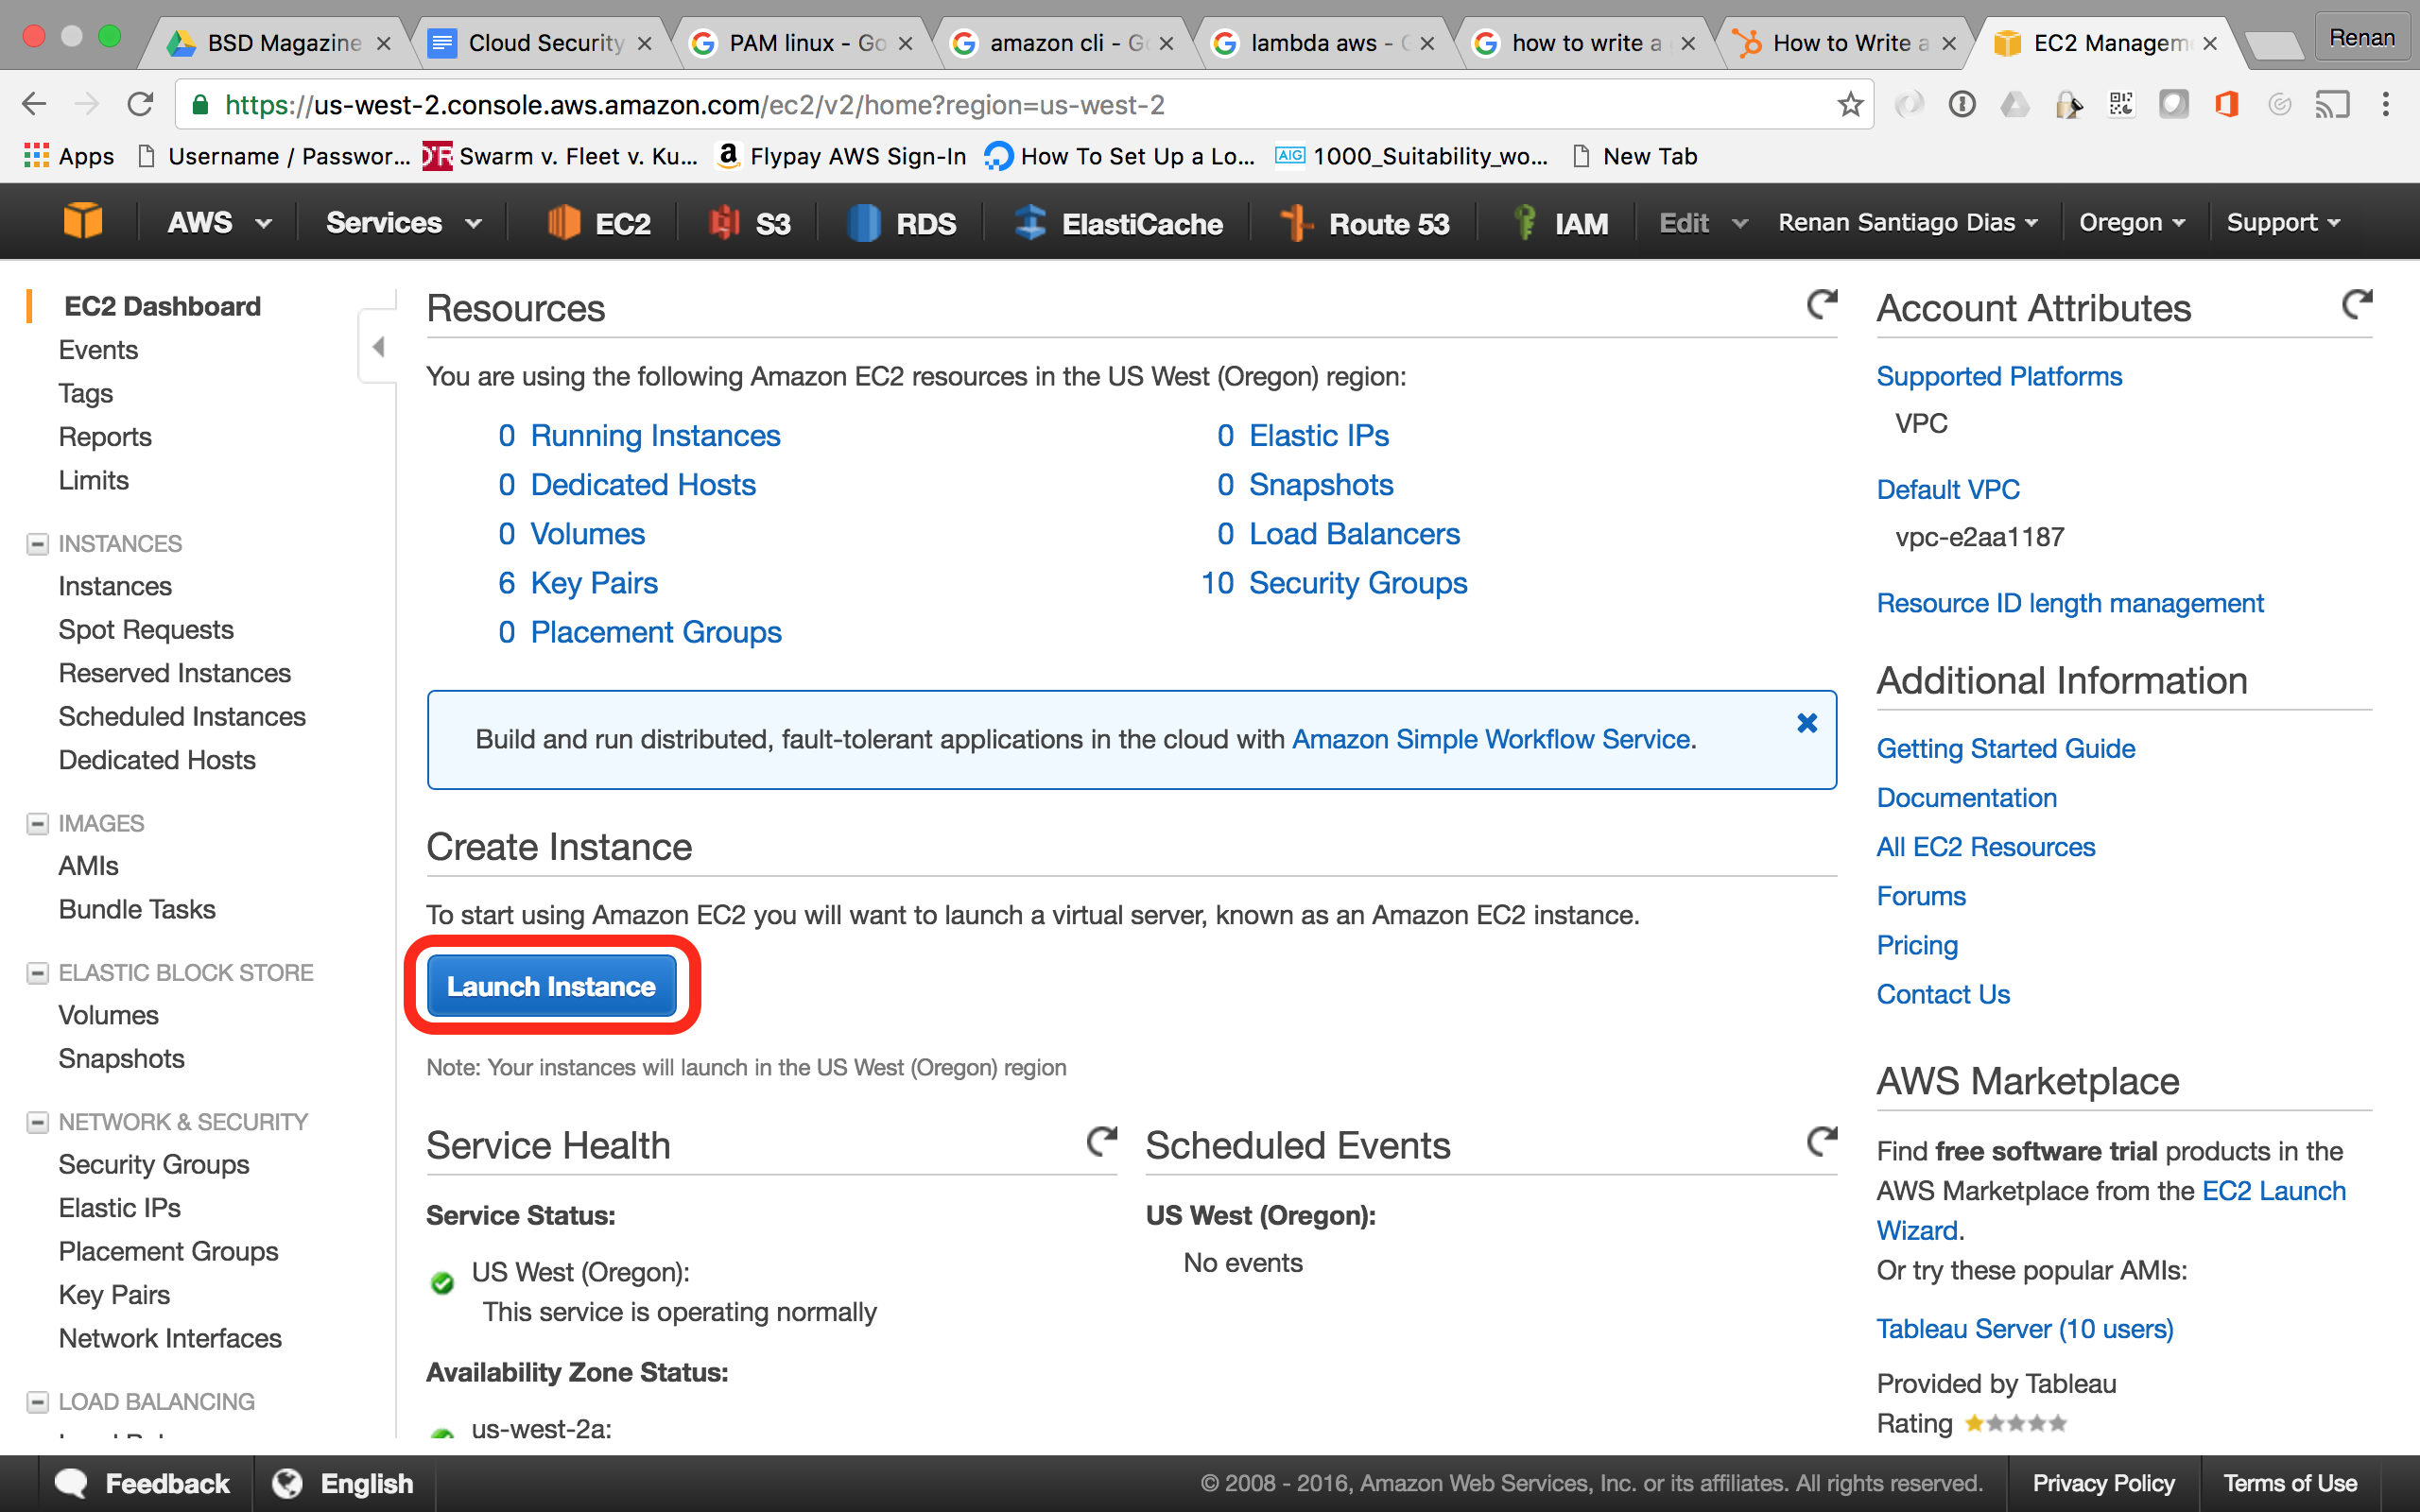 BSD Magazine
Cloud Security
PAM linux - Go
amazon cli - G
lambda aws -
how to write a
How to Write a
EC2 Managem
Renan
https://us-west-2.console.aws.amazon.com/ec2/v2/home?region=us-west-2
Apps
Username / Passwor...
Swarm v. Fleet v. Ku...
Flypay AWS Sign-In
How To Set Up a Lo...
AIG
1000_Suitability_wo...
New Tab
AWS
Services
EC2
S3
RDS
ElastiCache
Route 53
IAM
Edit
Renan Santiago Dias
Oregon
Support
EC2 Dashboard
Events
Tags
Reports
Limits
INSTANCES
Instances
Spot Requests
Reserved Instances
Scheduled Instances
Dedicated Hosts
IMAGES
AMIs
Bundle Tasks
ELASTIC BLOCK STORE
Volumes
Snapshots
NETWORK & SECURITY
Security Groups
Elastic IPs
Placement Groups
Key Pairs
Network Interfaces
LOAD BALANCING
Resources
You are using the following Amazon EC2 resources in the US West (Oregon) region:
0 Running Instances
0 Elastic IPs
0 Dedicated Hosts
0 Snapshots
0 Volumes
0 Load Balancers
6 Key Pairs
10 Security Groups
0 Placement Groups
Build and run distributed, fault-tolerant applications in the cloud with Amazon Simple Workflow Service.
Create Instance
To start using Amazon EC2 you will want to launch a virtual server, known as an Amazon EC2 instance.
Launch Instance
Note: Your instances will launch in the US West (Oregon) region
Service Health
Service Status:
US West (Oregon):
This service is operating normally
Availability Zone Status:
us-west-2a:
Scheduled Events
US West (Oregon):
No events
Account Attributes
Supported Platforms
VPC
Default VPC
vpc-e2aa1187
Resource ID length management
Additional Information
Getting Started Guide
Documentation
All EC2 Resources
Forums
Pricing
Contact Us
AWS Marketplace
Find free software trial products in the
AWS Marketplace from the EC2 Launch
Wizard.
Or try these popular AMIs:
Tableau Server (10 users)
Provided by Tableau
Rating
Feedback
English
© 2008 - 2016, Amazon Web Services, Inc. or its affiliates. All rights reserved.
Privacy Policy
Terms of Use